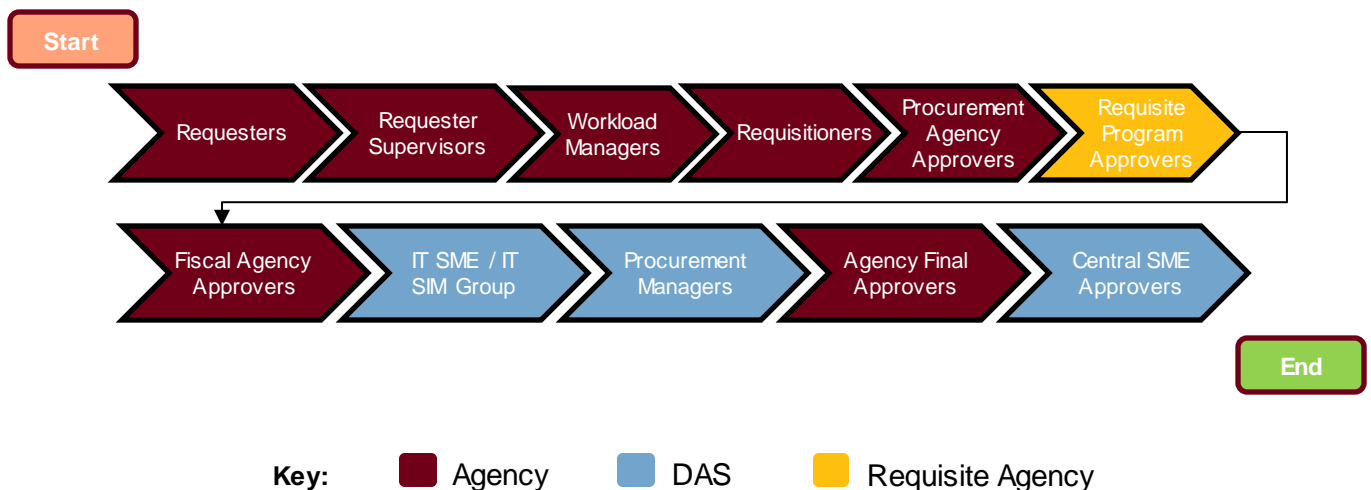 Start
Requesters
Requester
Supervisors
Workload
Managers
Requisitioners
Procurement
Agency
Approvers
Requisite
Program
Approvers
Fiscal Agency
Approvers
IT SME / IT
SIM Group
Procurement
Managers
Agency Final
Approvers
Central SME
Approvers
End
Key:
Agency
DAS
Requisite Agency